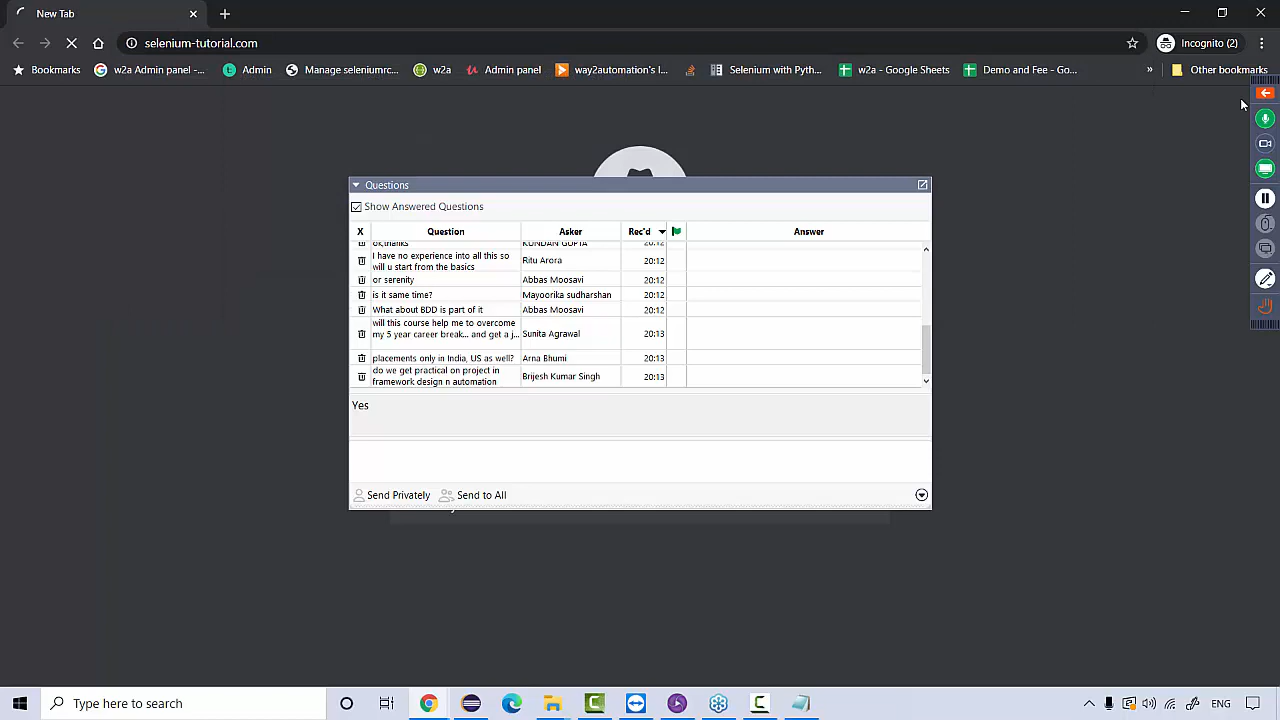 New Tab
selenium-tutorial.com
Incognito (2)
Bookmarks
w2a Admin panel -...
Admin
Manage seleniumrc...
w2a
Admin panel
way2automation's I...
Selenium with Pyth...
w2a - Google Sheets
Demo and Fee - Go...
»
Other bookmarks
Questions
Show Answered Questions
X Question Asker Rec'd Answer
ok,thanks KUNDAN GUPTA 20:12
I have no experience into all this so
will u start from the basics Ritu Arora 20:12
or serenity Abbas Moosavi 20:12
is it same time? Mayoorika sudharshan 20:12
What about BDD is part of it Abbas Moosavi 20:12
will this course help me to overcome
my 5 year career break... and get a j... Sunita Agrawal 20:13
placements only in India, US as well? Arna Bhumi 20:13
do we get practical on project in
framework design n automation Brijesh Kumar Singh 20:13
Yes
Send Privately Send to All
Type here to search
ENG